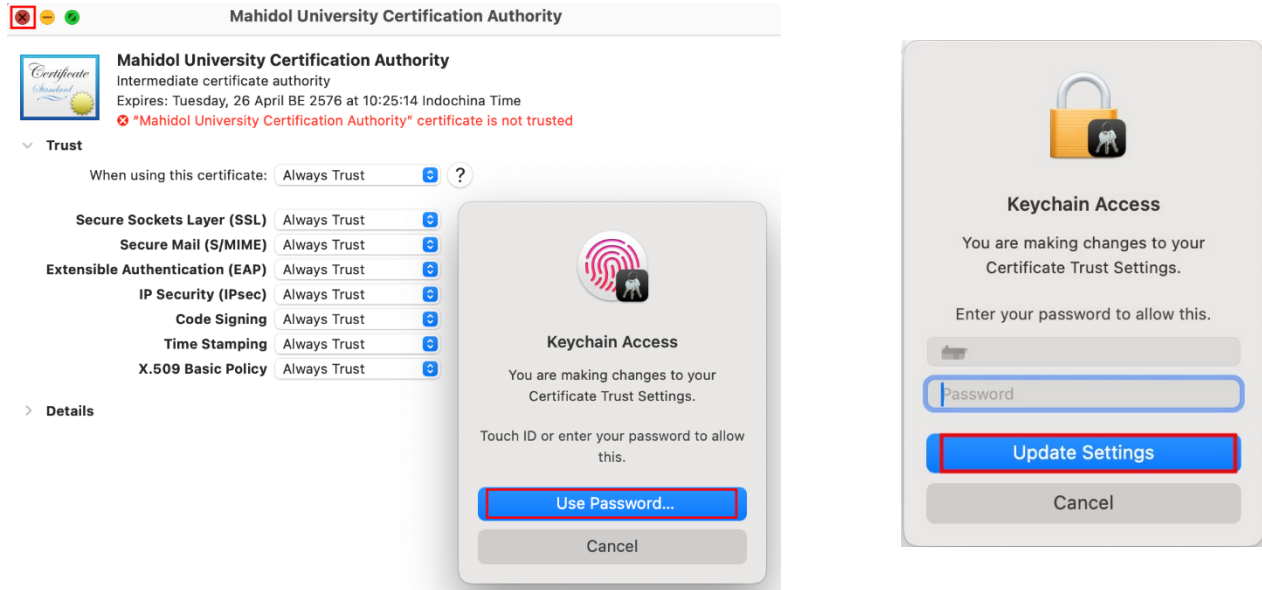 Mahidol University Certification Authority
Certificate
Standard
Mahidol University Certification Authority
Intermediate certificate authority
Expires: Tuesday, 26 April BE 2576 at 10:25:14 Indochina Time
"Mahidol University Certification Authority" certificate is not trusted
Trust
When using this certificate: Always Trust ?
Secure Sockets Layer (SSL) Always Trust
Secure Mail (S/MIME) Always Trust
Extensible Authentication (EAP) Always Trust
IP Security (IPsec) Always Trust
Code Signing Always Trust
Time Stamping Always Trust
X.509 Basic Policy Always Trust
Details
Keychain Access
You are making changes to your
Certificate Trust Settings.
Touch ID or enter your password to allow
this.
Use Password...
Cancel
Keychain Access
You are making changes to your
Certificate Trust Settings.
Enter your password to allow this.
Password
Update Settings
Cancel